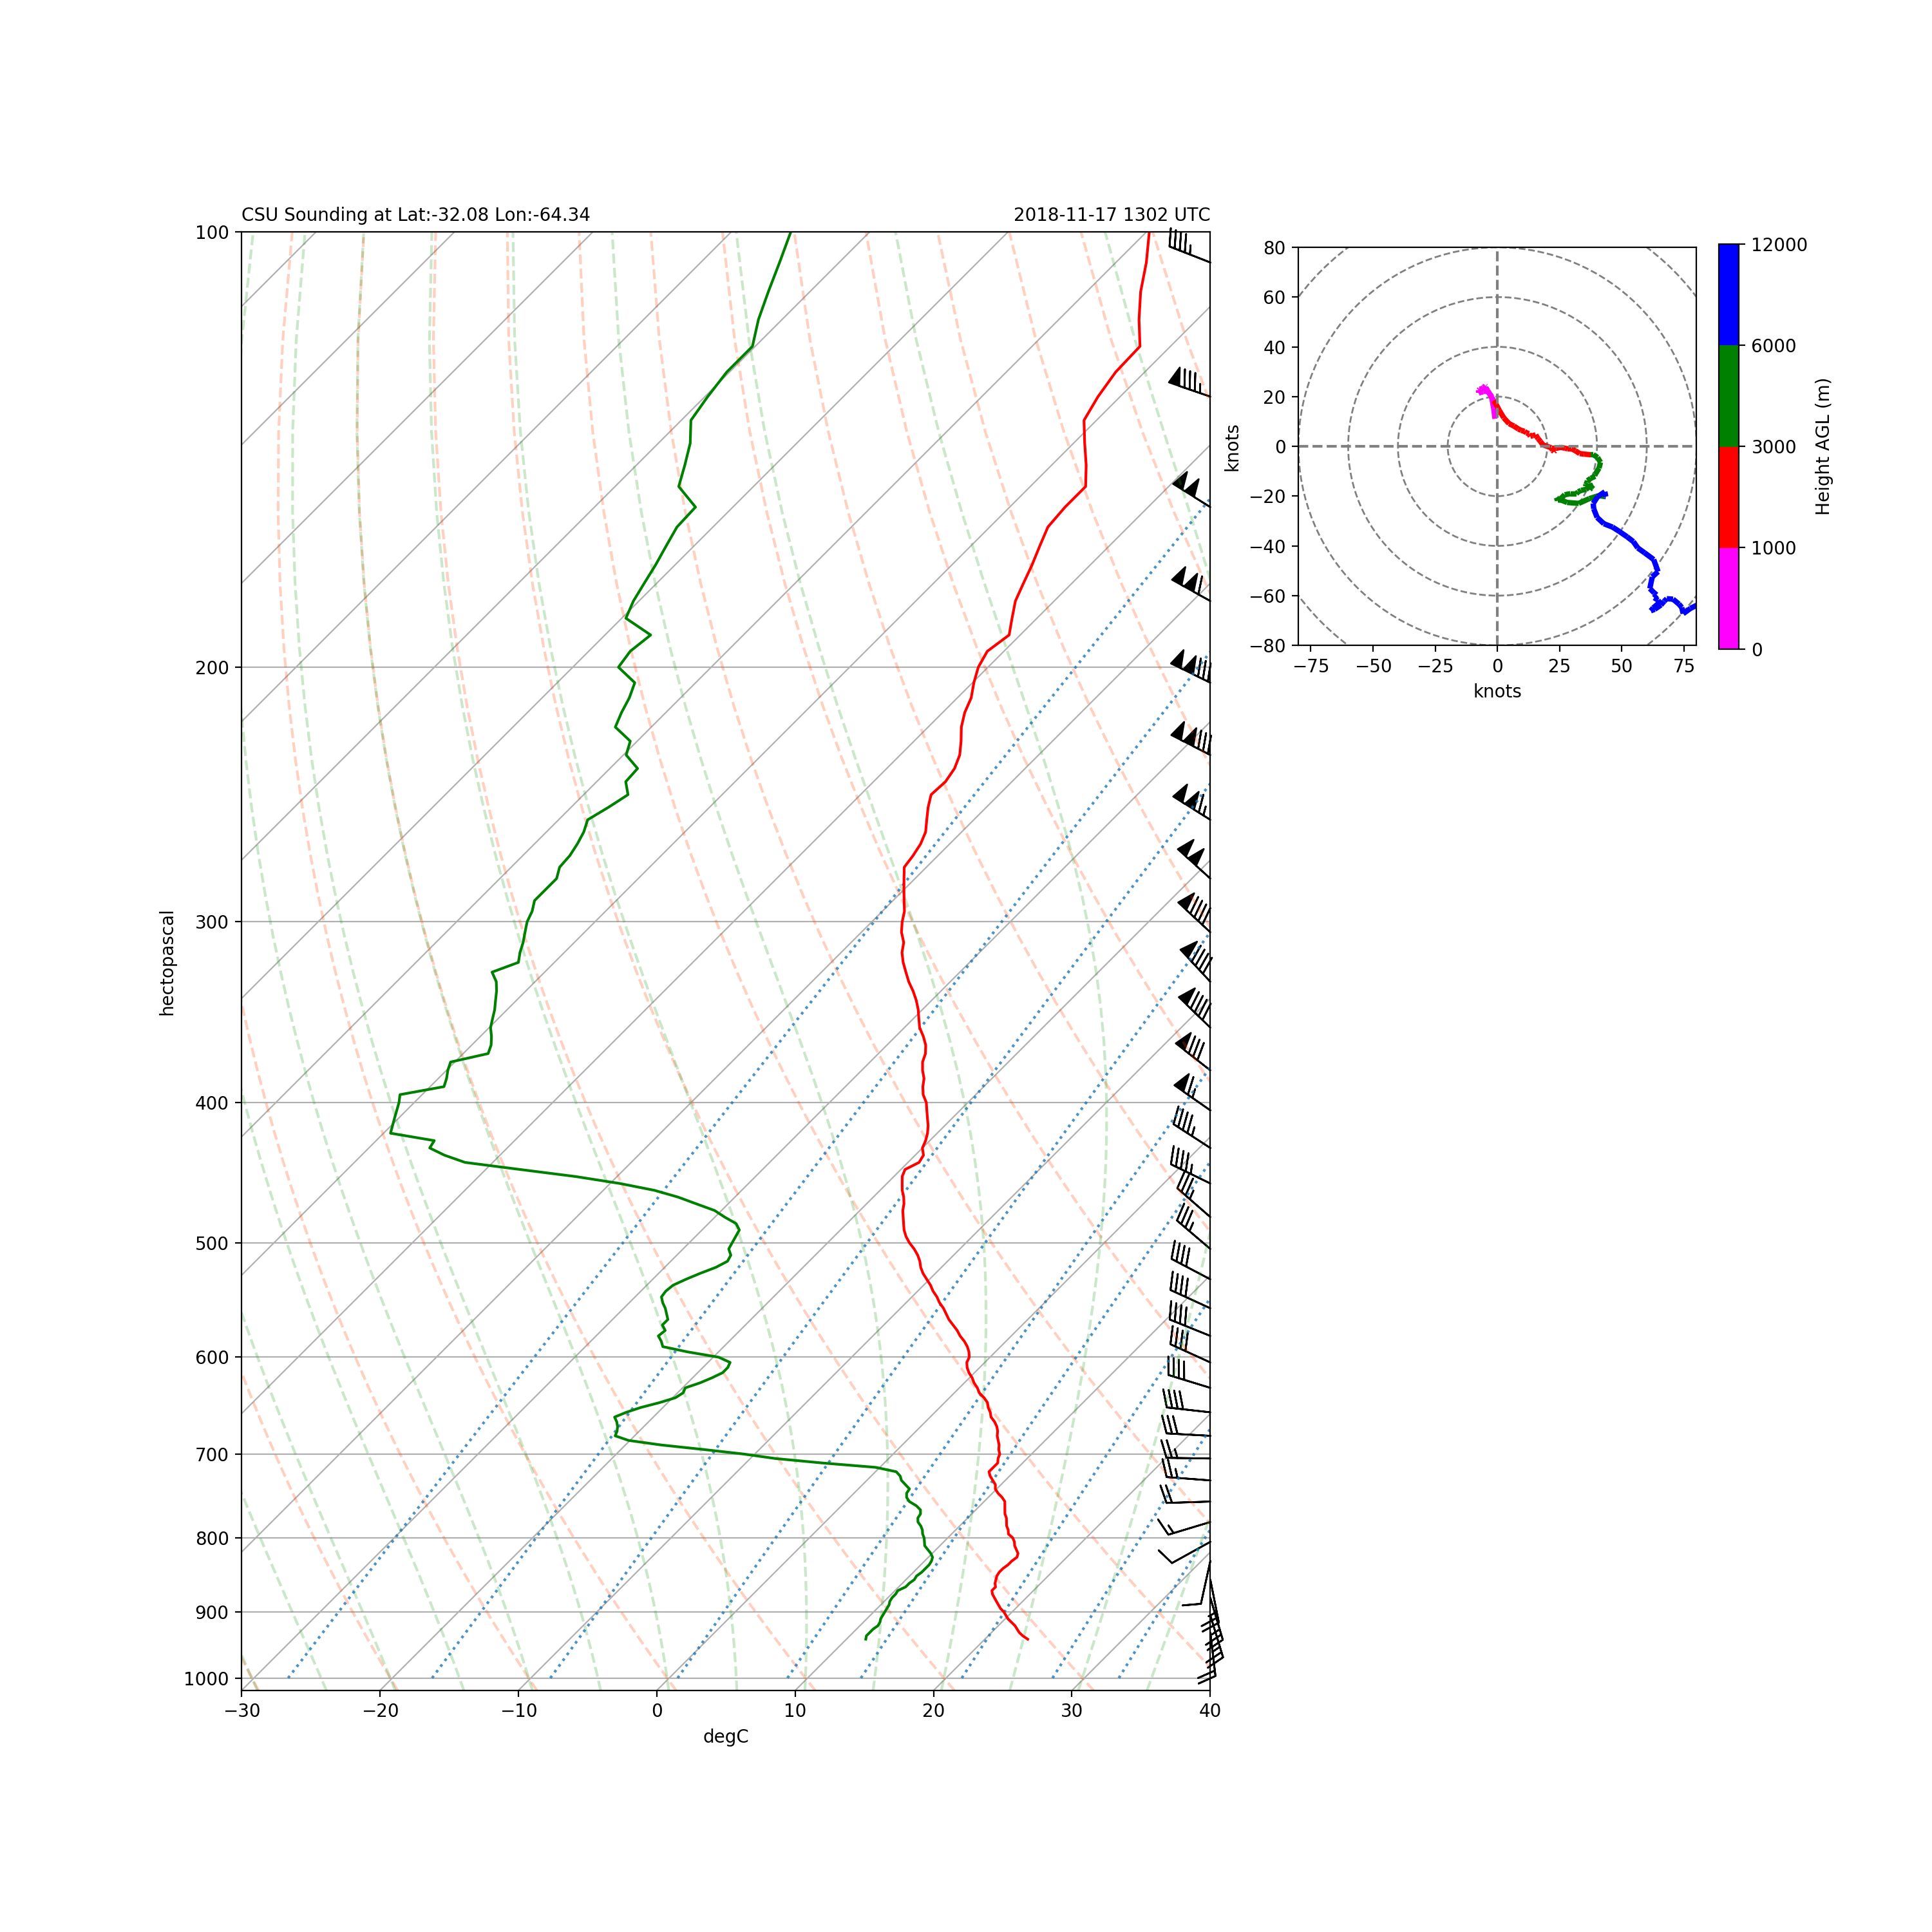 CSU Sounding at Lat:-32.08 Lon:-64.34
2018-11-17 1302 UTC
100
200
300
400
500
600
700
800
900
1000
hectopascal
−30 −20 −10 0 10 20 30 40
degC
80
60
40
20
0
−20
−40
−60
−80
knots
−75 −50 −25 0 25 50 75
knots
12000
6000
3000
1000
0
Height AGL (m)